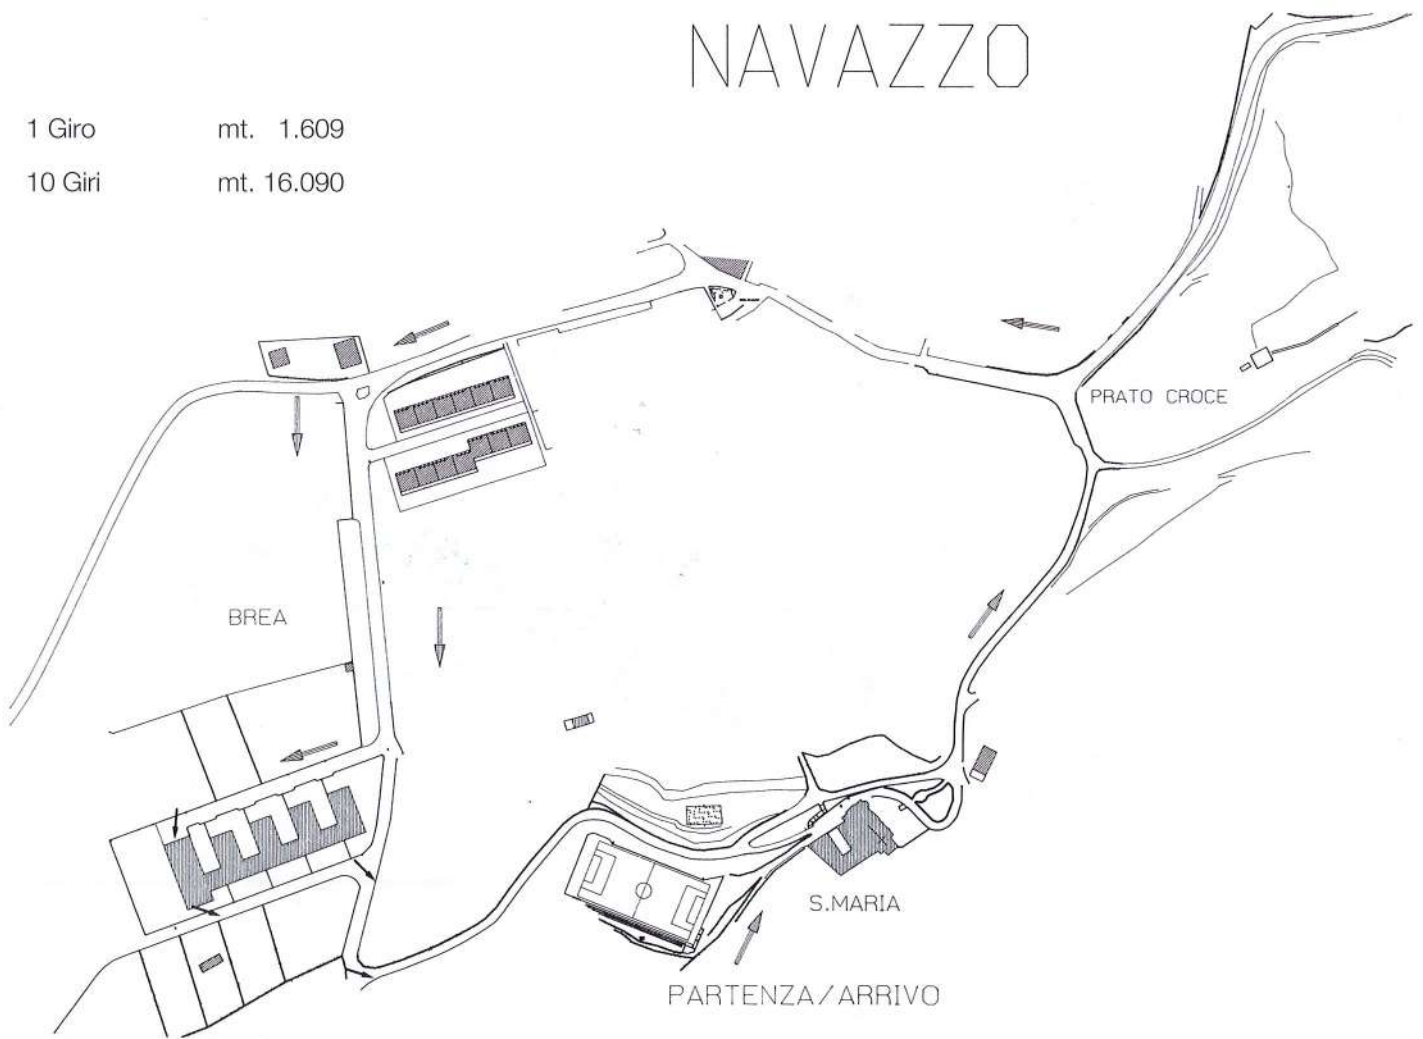 NAVAZZO
1 Giro mt. 1.609
10 Giri mt. 16.090
PRATO CROCE
BREA
S.MARIA
PARTENZA/ARRIVO